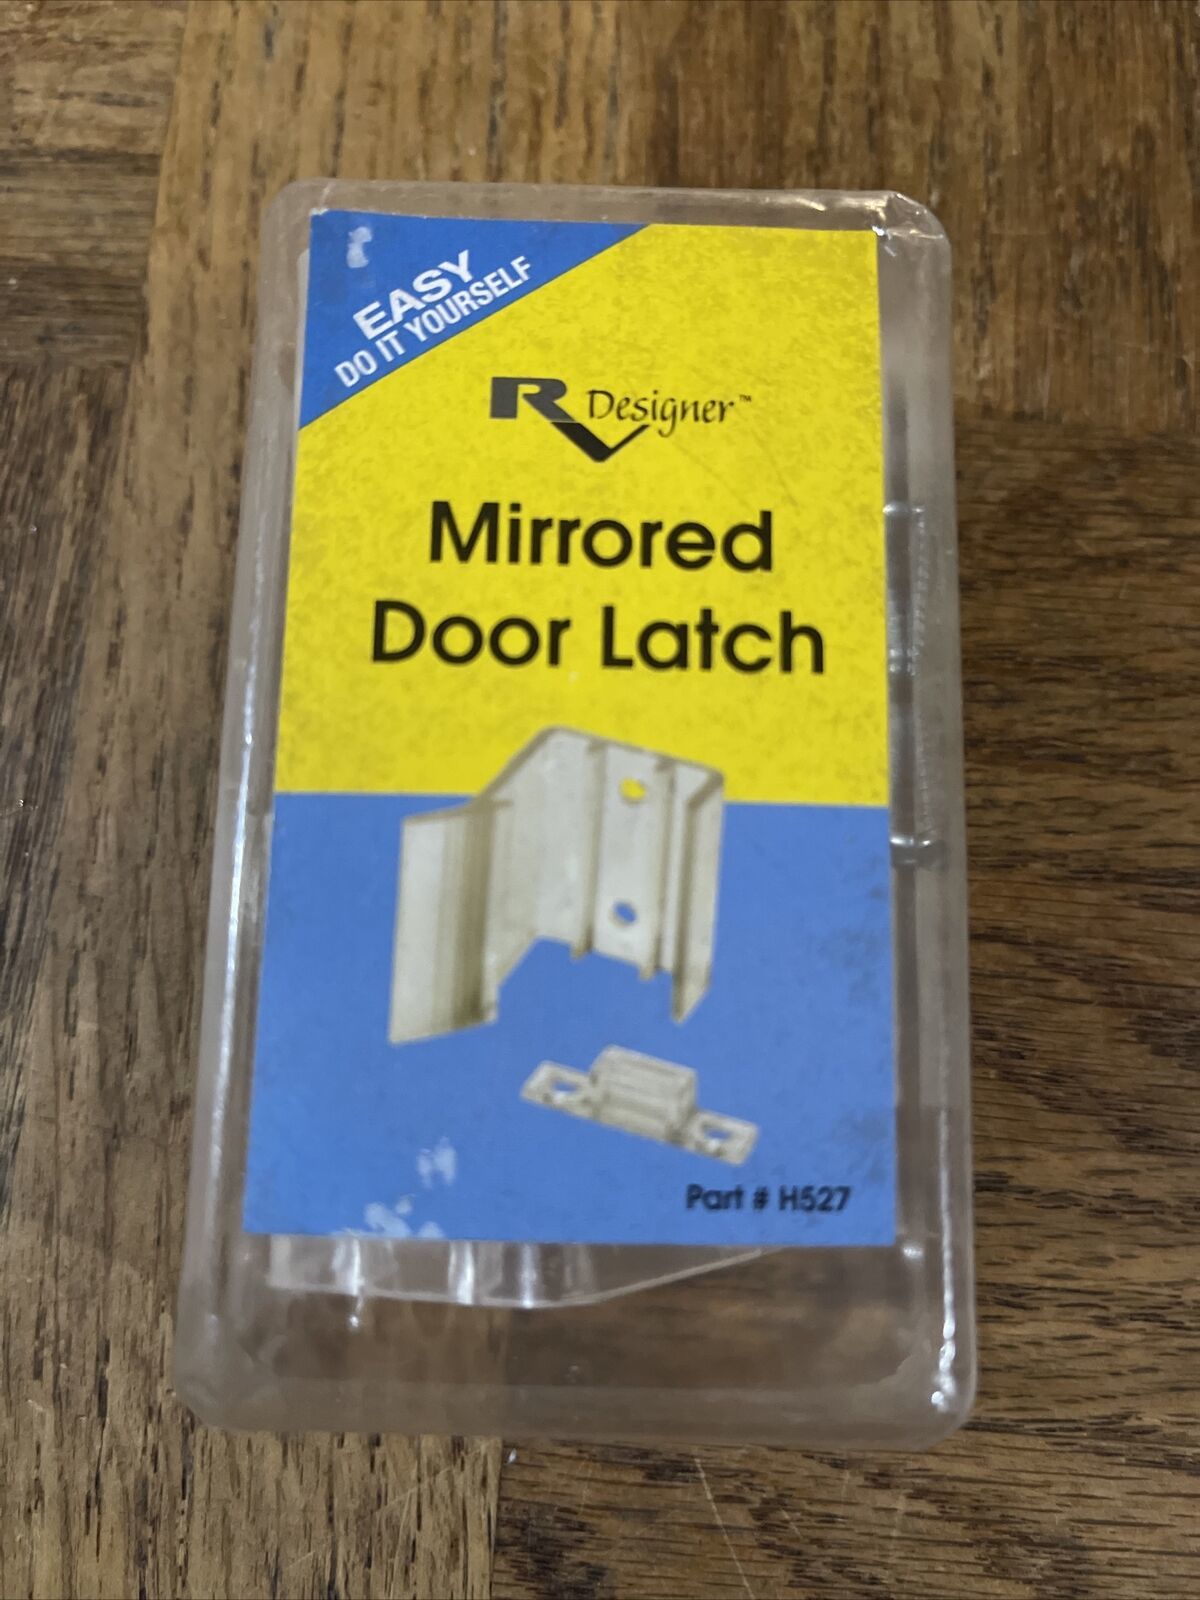 EASY
DO IT YOURSELF
RV Designer™
Mirrored
Door Latch
Part # H527